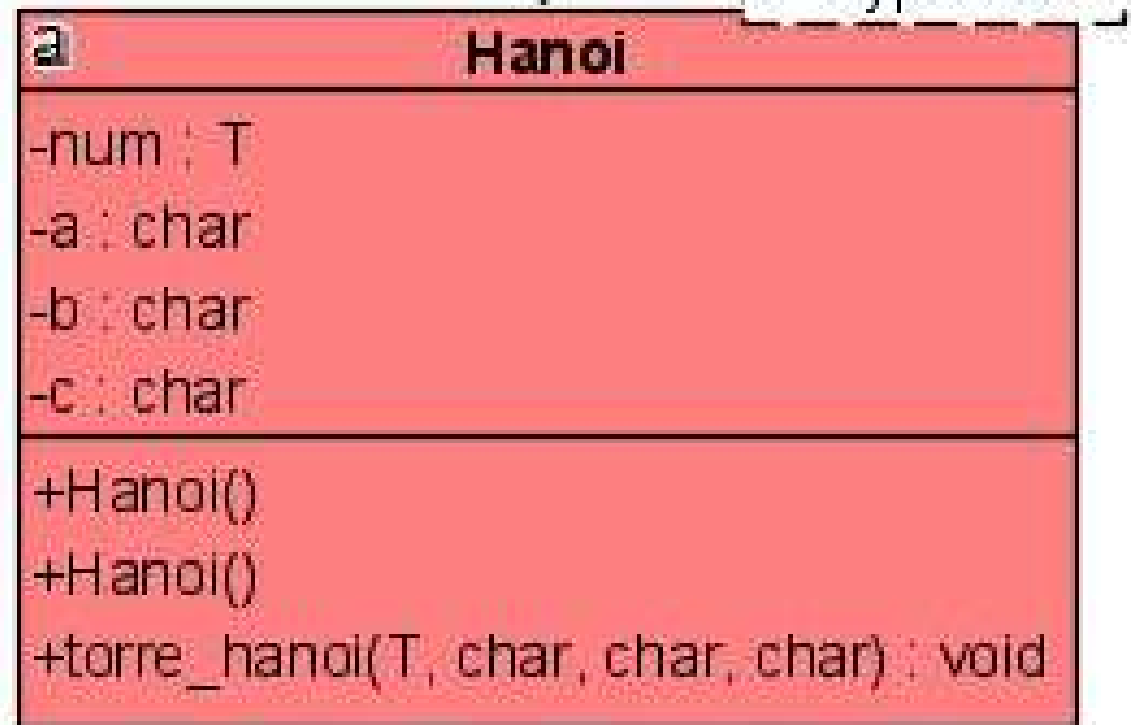 a
Hanoi
-num : T
-a : char
-b : char
-c : char
+Hanoi()
+Hanoi()
+torre_hanoi(T, char, char, char) : void